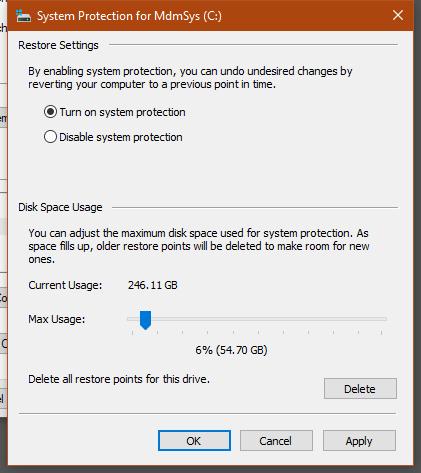 System Protection for MdmSys (C:)
Restore Settings
By enabling system protection, you can undo undesired changes by
reverting your computer to a previous point in time.
Turn on system protection
Disable system protection
Disk Space Usage
You can adjust the maximum disk space used for system protection. As
space fills up, older restore points will be deleted to make room for new
ones.
Current Usage: 246.11 GB
Max Usage:
6% (54.70 GB)
Delete all restore points for this drive.
Delete
OK Cancel Apply